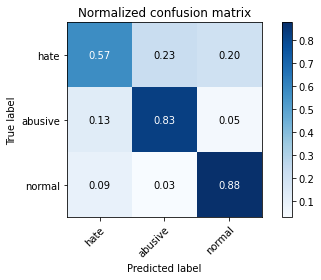 Normalized confusion matrix
hate 0.57 0.23 0.20
abusive 0.13 0.83 0.05
normal 0.09 0.03 0.88
hate abusive normal
True label
Predicted label
0.8
0.7
0.6
0.5
0.4
0.3
0.2
0.1